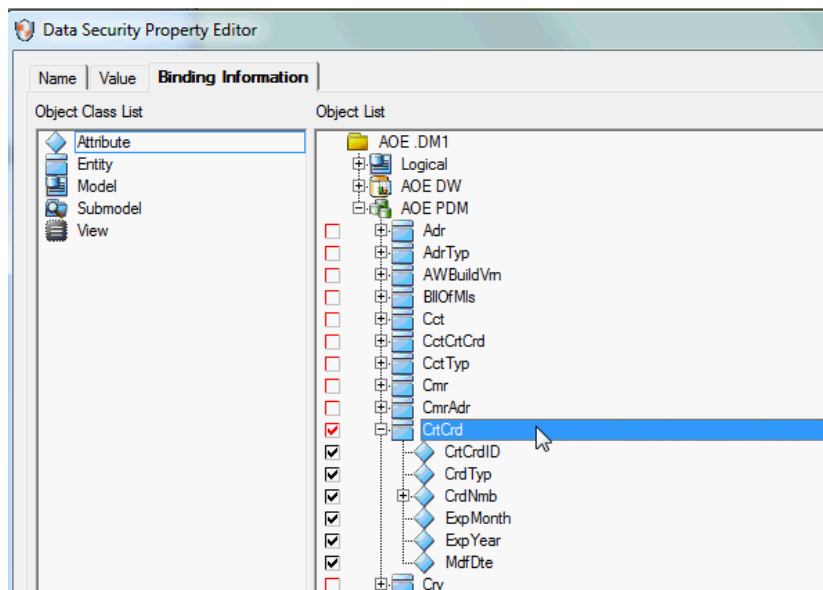 Data Security Property Editor
Name Value Binding Information
Object Class List
Attribute
Entity
Model
Submodel
View
Object List
AOE .DM1
Logical
AOE DW
AOE PDM
Adr
AdrTyp
AWBuildVrn
BllOfMls
Cct
CctCrtCrd
CctTyp
Cmr
CmrAdr
CrtCrd
CrtCrdID
CrdTyp
CrdNmb
ExpMonth
ExpYear
MdfDte
Cry